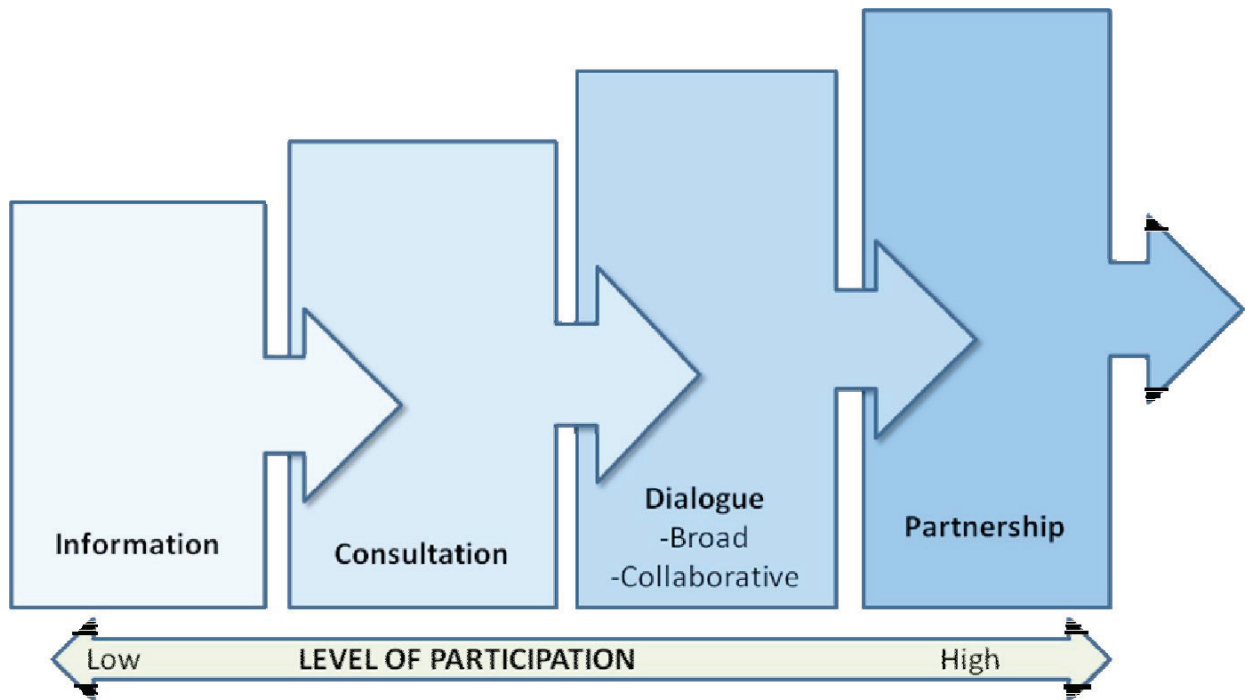 Information
Consultation
Dialogue
-Broad
-Collaborative
Partnership
Low LEVEL OF PARTICIPATION High